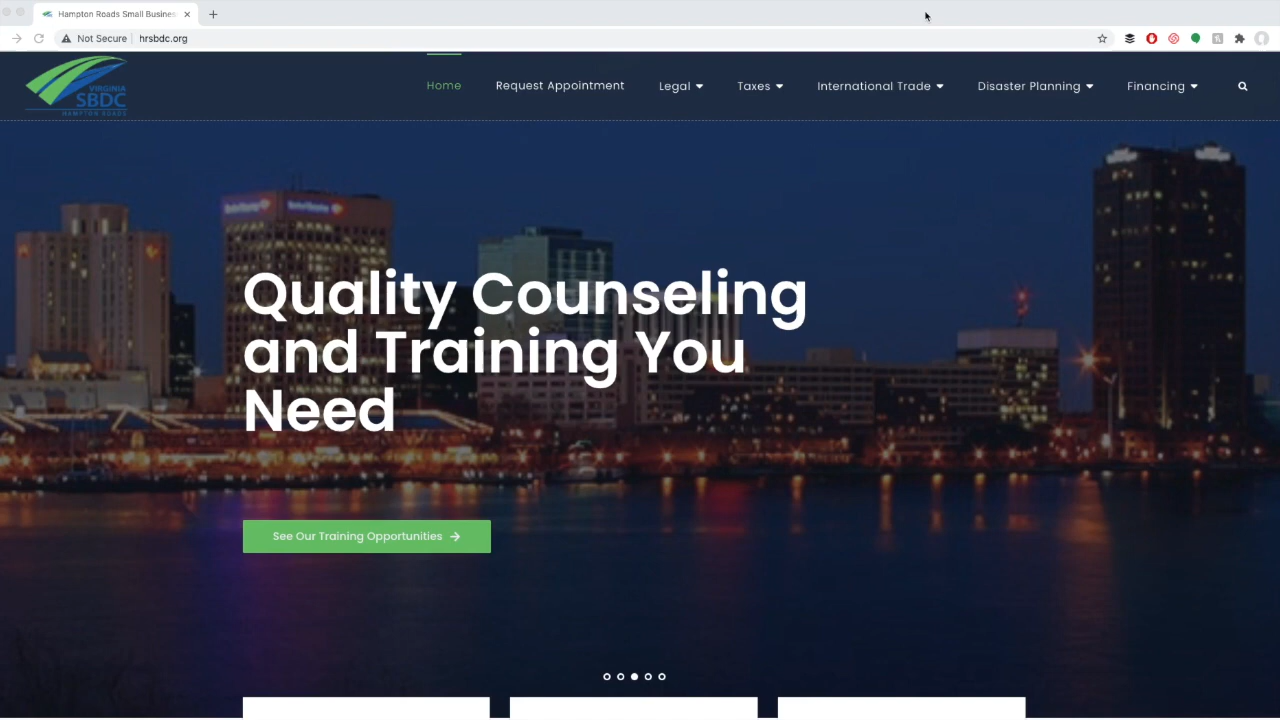 Hampton Roads Small Busines
Not Secure
hrsbdc.org
VIRGINIA
SBDC
HAMPTON ROADS
Home
Request Appointment
Legal
Taxes
International Trade
Disaster Planning
Financing
Quality Counseling
and Training You
Need
See Our Training Opportunities